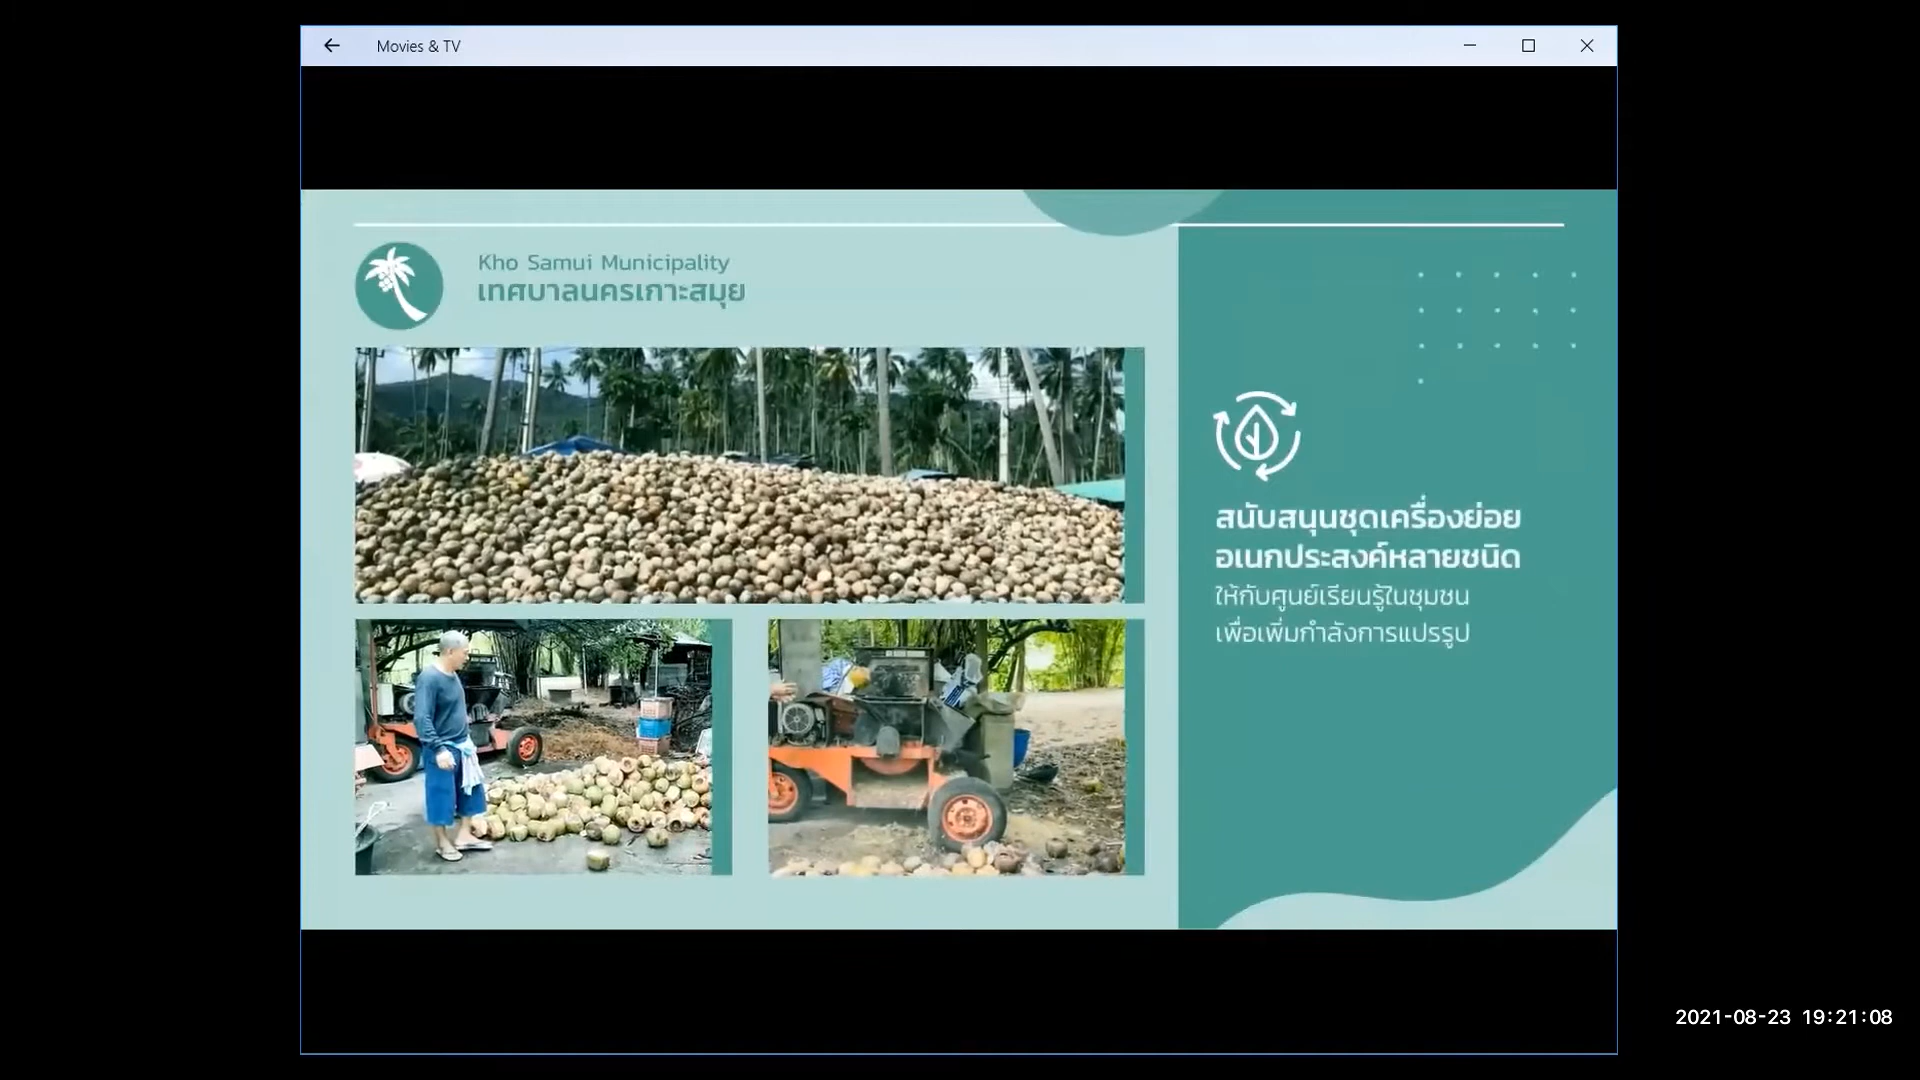 Movies & TV
Kho Samui Municipality
เทศบาลนครเกาะสมุย
สนับสนุนชุดเครื่องย่อย
อเนกประสงค์หลายชนิด
ให้กับศูนย์เรียนรู้ในชุมชน
เพื่อเพิ่มกำลังการแปรรูป
2021-08-23 19:21:08